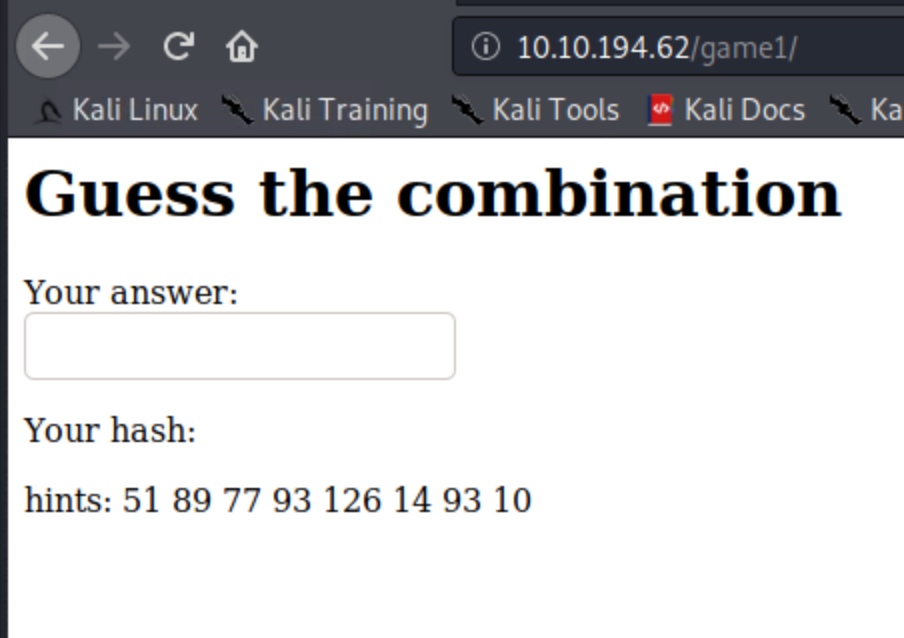 10.10.194.62/game1/
Kali Linux Kali Training Kali Tools Kali Docs Ka
Guess the combination
Your answer:
Your hash:
hints: 51 89 77 93 126 14 93 10